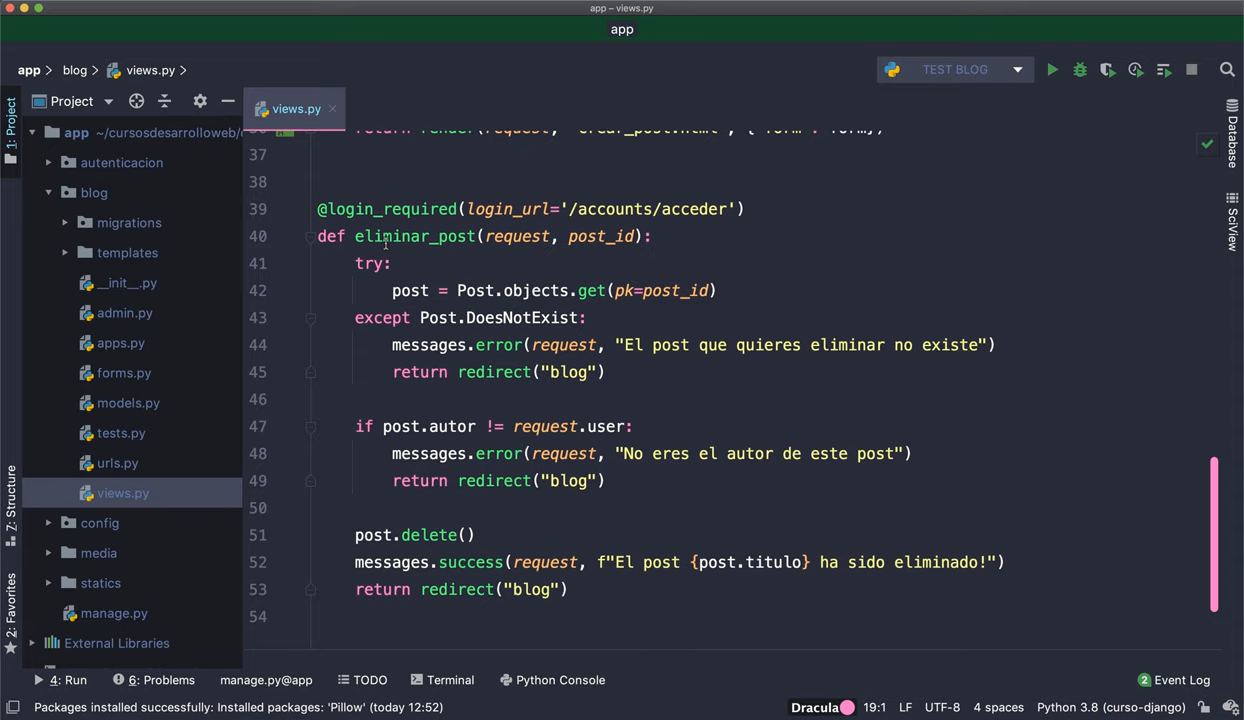 app – views.py
app
app blog views.py
TEST BLOG
Project
views.py
1: Project
app ~/cursosdesarrolloweb/
autenticacion
blog
migrations
templates
__init__.py
admin.py
apps.py
forms.py
models.py
tests.py
urls.py
views.py
config
media
statics
manage.py
External Libraries
Z: Structure
2: Favorites
36 return render(request, "crear_post.html", {"form": form})
37
38
39 @login_required(login_url='/accounts/acceder')
40 def eliminar_post(request, post_id):
41 try:
42 post = Post.objects.get(pk=post_id)
43 except Post.DoesNotExist:
44 messages.error(request, "El post que quieres eliminar no existe")
45 return redirect("blog")
46
47 if post.autor != request.user:
48 messages.error(request, "No eres el autor de este post")
49 return redirect("blog")
50
51 post.delete()
52 messages.success(request, f"El post {post.titulo} ha sido eliminado!")
53 return redirect("blog")
54
Database
SciView
4: Run 6: Problems manage.py@app TODO Terminal Python Console 2 Event Log
Packages installed successfully: Installed packages: 'Pillow' (today 12:52) Dracula 19:1 LF UTF-8 4 spaces Python 3.8 (curso-django)